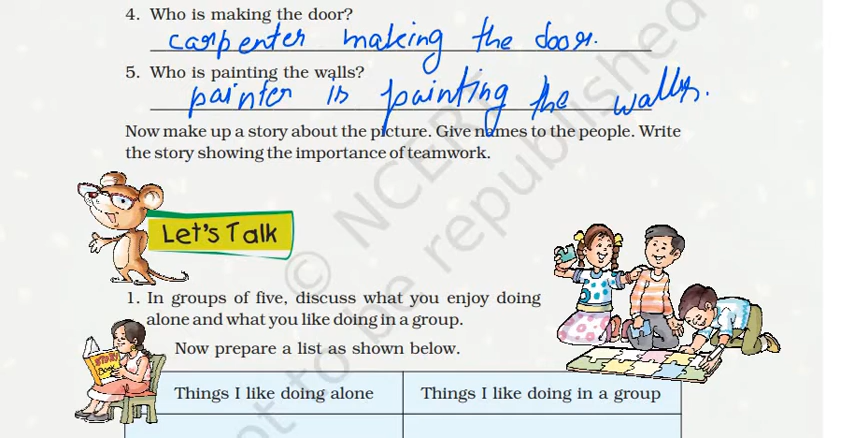 4. Who is making the door?
carpenter making the door.
5. Who is painting the walls?
painter is painting the walls.
Now make up a story about the picture. Give names to the people. Write
the story showing the importance of teamwork.
Let's Talk
© NCERT
not to be republished
1. In groups of five, discuss what you enjoy doing
alone and what you like doing in a group.
STORY
Book
Now prepare a list as shown below.
Things I like doing alone
Things I like doing in a group